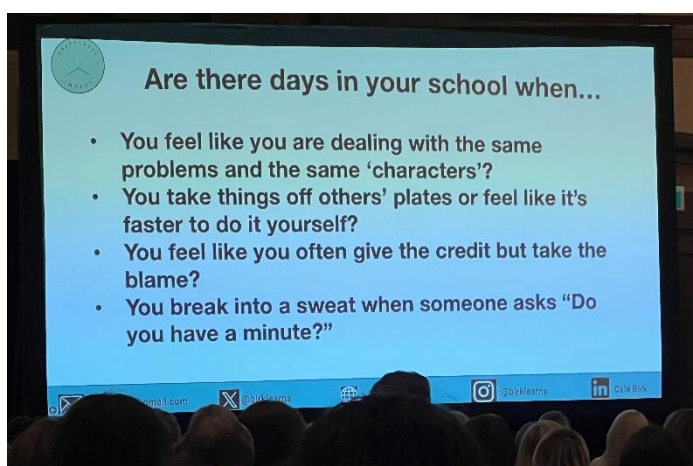 Are there days in your school when...
• You feel like you are dealing with the same
problems and the same ‘characters’?
• You take things off others’ plates or feel like it’s
faster to do it yourself?
• You feel like you often give the credit but take the
blame?
• You break into a sweat when someone asks “Do
you have a minute?”
@birklearns
@birklearns
in Cale Birk